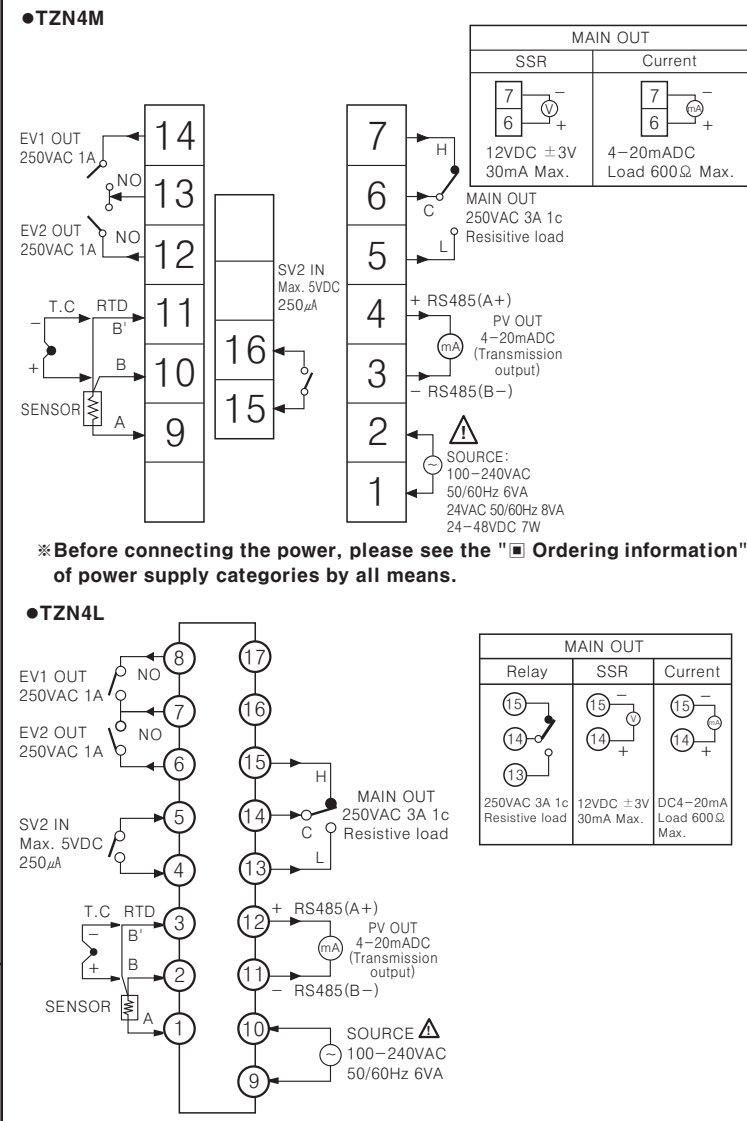 ●TZN4M
MAIN OUT
SSR
Current
7
−
V
6
+
12VDC ±3V
30mA Max.
7
−
mA
6
+
4−20mADC
Load 600Ω Max.
EV1 OUT
250VAC 1A
NO
EV2 OUT
250VAC 1A
NO
14
13
12
11
10
9
T.C
RTD
−
B'
+
B
SENSOR
A
SV2 IN
Max. 5VDC
250㎂
16
15
7
6
5
4
3
2
1
H
C
MAIN OUT
250VAC 3A 1c
Resisitive load
L
+ RS485(A+)
PV OUT
4−20mADC
(Transmission
output)
mA
− RS485(B−)
SOURCE:
100−240VAC
50/60Hz 6VA
24VAC 50/60Hz 8VA
24−48VDC 7W
~
※Before connecting the power, please see the "▣ Ordering information"
of power supply categories by all means.
●TZN4L
EV1 OUT
250VAC 1A
NO
EV2 OUT
250VAC 1A
NO
SV2 IN
Max. 5VDC
250㎂
T.C
RTD
−
B'
+
B
SENSOR
A
8
7
6
5
4
3
2
1
17
16
15
14
13
12
11
10
9
H
C
L
MAIN OUT
250VAC 3A 1c
Resistive load
+ RS485(A+)
PV OUT
4−20mADC
(Transmission
output)
mA
− RS485(B−)
SOURCE
100−240VAC
50/60Hz 6VA
~
MAIN OUT
Relay
SSR
Current
15
14
13
250VAC 3A 1c
Resistive load
15
−
V
14
+
12VDC ±3V
30mA Max.
15
−
mA
14
+
DC4−20mA
Load 600Ω
Max.